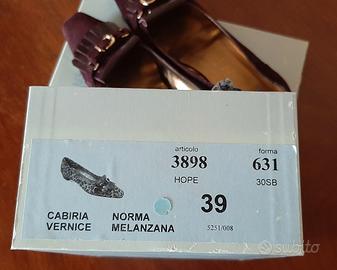 articolo forma
3898 631
HOPE 30SB
39
CABIRIA NORMA
VERNICE MELANZANA 5251/008
subito